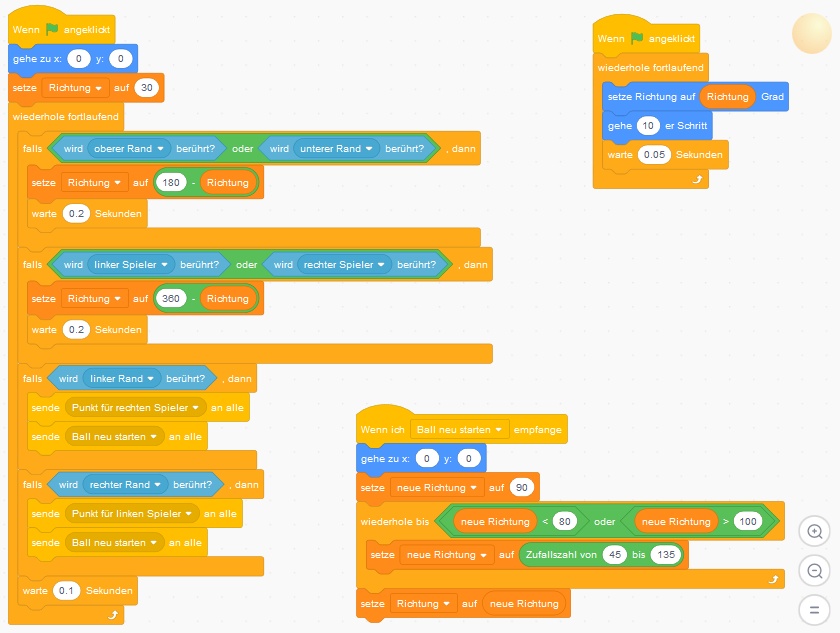 Wenn angeklickt
gehe zu x: 0 y: 0
setze Richtung auf 30
wiederhole fortlaufend
falls wird oberer Rand berührt? oder wird unterer Rand berührt? , dann
setze Richtung auf 180 - Richtung
warte 0.2 Sekunden
falls wird linker Spieler berührt? oder wird rechter Spieler berührt? , dann
setze Richtung auf 360 - Richtung
warte 0.2 Sekunden
falls wird linker Rand berührt? , dann
sende Punkt für rechten Spieler an alle
sende Ball neu starten an alle
falls wird rechter Rand berührt? , dann
sende Punkt für linken Spieler an alle
sende Ball neu starten an alle
warte 0.1 Sekunden
Wenn angeklickt
wiederhole fortlaufend
setze Richtung auf Richtung Grad
gehe 10 er Schritt
warte 0.05 Sekunden
Wenn ich Ball neu starten empfange
gehe zu x: 0 y: 0
setze neue Richtung auf 90
wiederhole bis neue Richtung < 80 oder neue Richtung > 100
setze neue Richtung auf Zufallszahl von 45 bis 135
setze Richtung auf neue Richtung